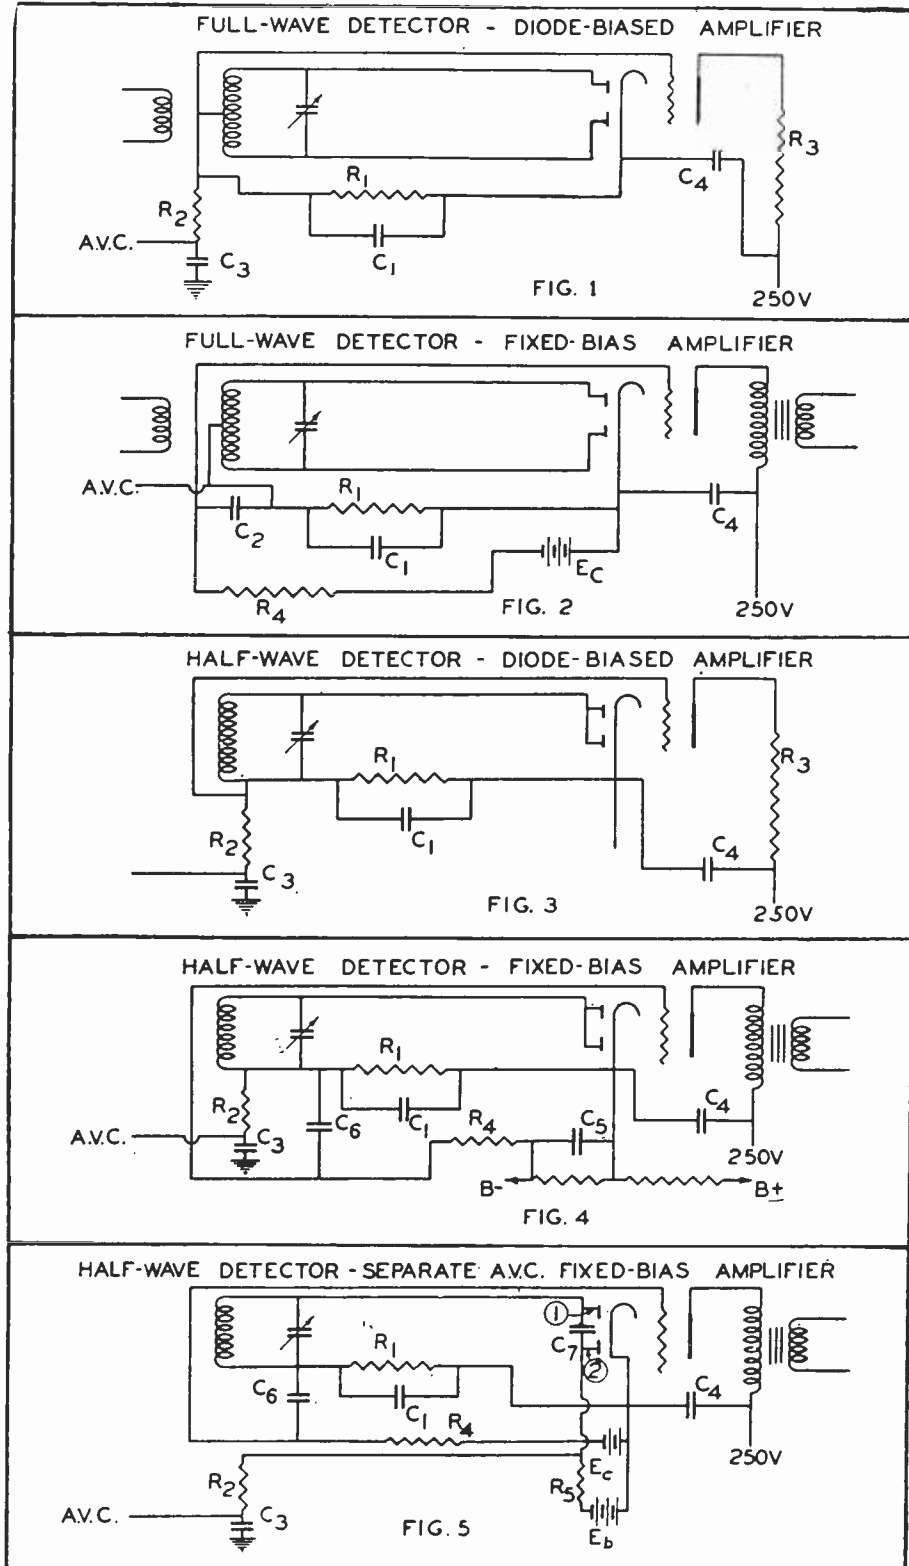 FULL-WAVE DETECTOR - DIODE-BIASED AMPLIFIER
R3
C4
R1
R2
A.V.C.
C3
C1
FIG. 1
250V
FULL-WAVE DETECTOR - FIXED-BIAS AMPLIFIER
A.V.C.
R1
C2
C4
C1
EC
R4
FIG. 2
250V
HALF-WAVE DETECTOR - DIODE-BIASED AMPLIFIER
R1
R3
R2
C1
C4
C3
FIG. 3
250V
HALF-WAVE DETECTOR - FIXED-BIAS AMPLIFIER
R1
R2
C4
A.V.C.
C3
C6
C1
R4
C5
250V
B-
B+
FIG. 4
HALF-WAVE DETECTOR - SEPARATE A.V.C. FIXED-BIAS AMPLIFIER
1
R1
C7
2
C6
C4
C1
R4
250V
R2
Ec
R5
A.V.C.
C3
FIG. 5
Eb